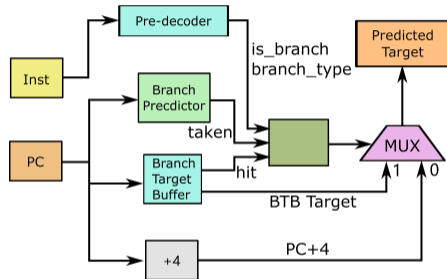 Pre-decoder
Predicted
Target
is_branch
branch_type
Inst
Branch
Precdictor
taken
PC
Branch
Target
Buffer
hit
MUX
1 0
BTB Target
+4
PC+4